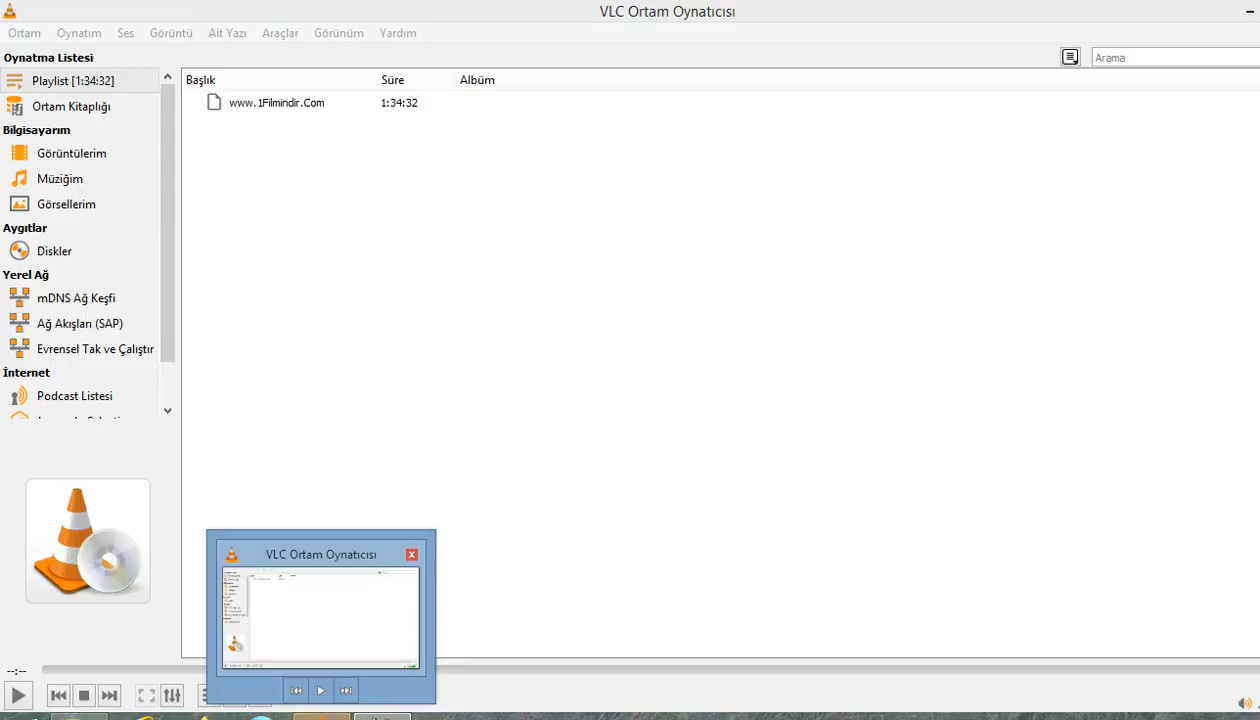 VLC Ortam Oynatıcısı
Ortam Oynatım Ses Görüntü Alt Yazı Araçlar Görünüm Yardım
Oynatma Listesi
Arama
Playlist [1:34:32]
Başlık Süre Albüm
Ortam Kitaplığı
www.1Filmindir.Com 1:34:32
Bilgisayarım
Görüntülerim
Müziğim
Görsellerim
Aygıtlar
Diskler
Yerel Ağ
mDNS Ağ Keşfi
Ağ Akışları (SAP)
Evrensel Tak ve Çalıştır
İnternet
Podcast Listesi
VLC Ortam Oynatıcısı
--:--